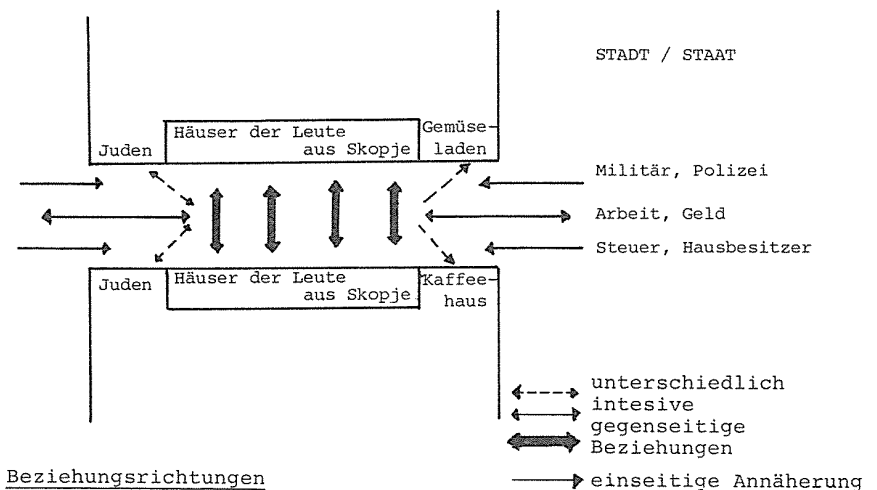 STADT / STAAT
Juden
Häuser der Leute
aus Skopje
Gemüse-
laden
Militär, Polizei
Arbeit, Geld
Steuer, Hausbesitzer
Juden
Häuser der Leute
aus Skopje
Kaffee-
haus
unterschiedlich
intesive
gegenseitige
Beziehungen
einseitige Annäherung
Beziehungsrichtungen